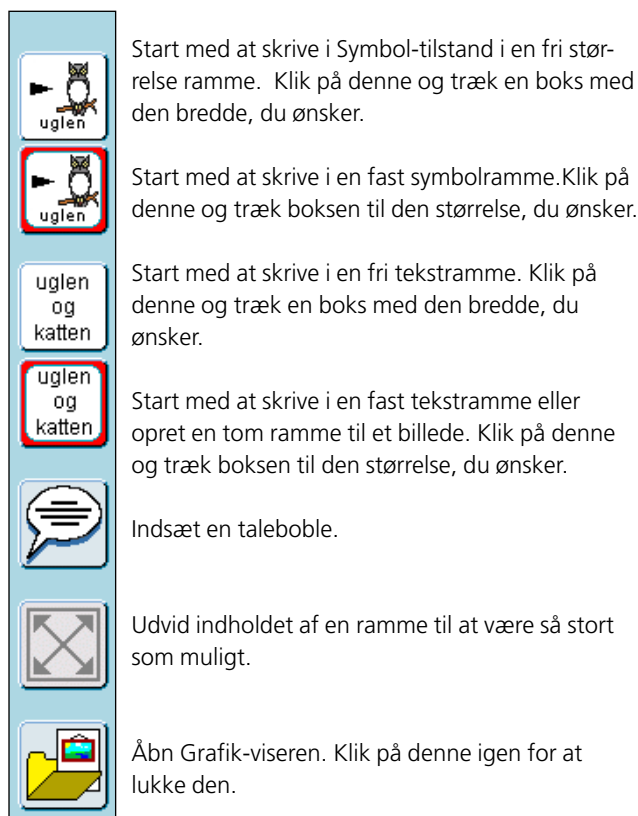 uglen
Start med at skrive i Symbol-tilstand i en fri stør-
relse ramme.  Klik på denne og træk en boks med
den bredde, du ønsker.
uglen
Start med at skrive i en fast symbolramme.Klik på
denne og træk boksen til den størrelse, du ønsker.
uglen
og
katten
Start med at skrive i en fri tekstramme. Klik på
denne og træk en boks med den bredde, du
ønsker.
uglen
og
katten
Start med at skrive i en fast tekstramme eller
opret en tom ramme til et billede. Klik på denne
og træk boksen til den størrelse, du ønsker.
Indsæt en taleboble.
Udvid indholdet af en ramme til at være så stort
som muligt.
Åbn Grafik-viseren. Klik på denne igen for at
lukke den.